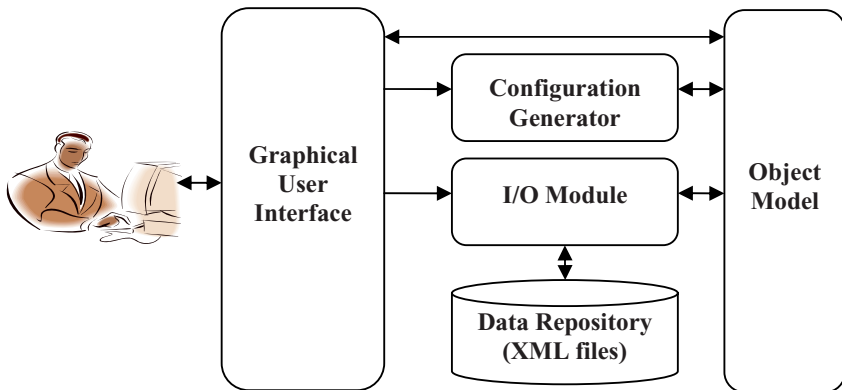 Graphical
User
Interface
Configuration
Generator
I/O Module
Data Repository
(XML files)
Object
Model